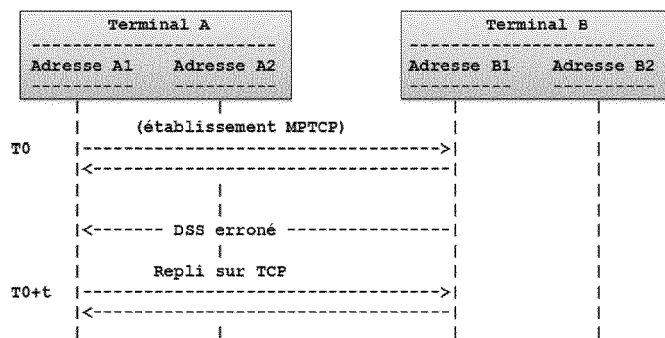 Terminal A Terminal B
Adresse A1 Adresse A2 Adresse B1 Adresse B2
(établissement MPTCP)
T0
DSS erroné
Repli sur TCP
T0+t